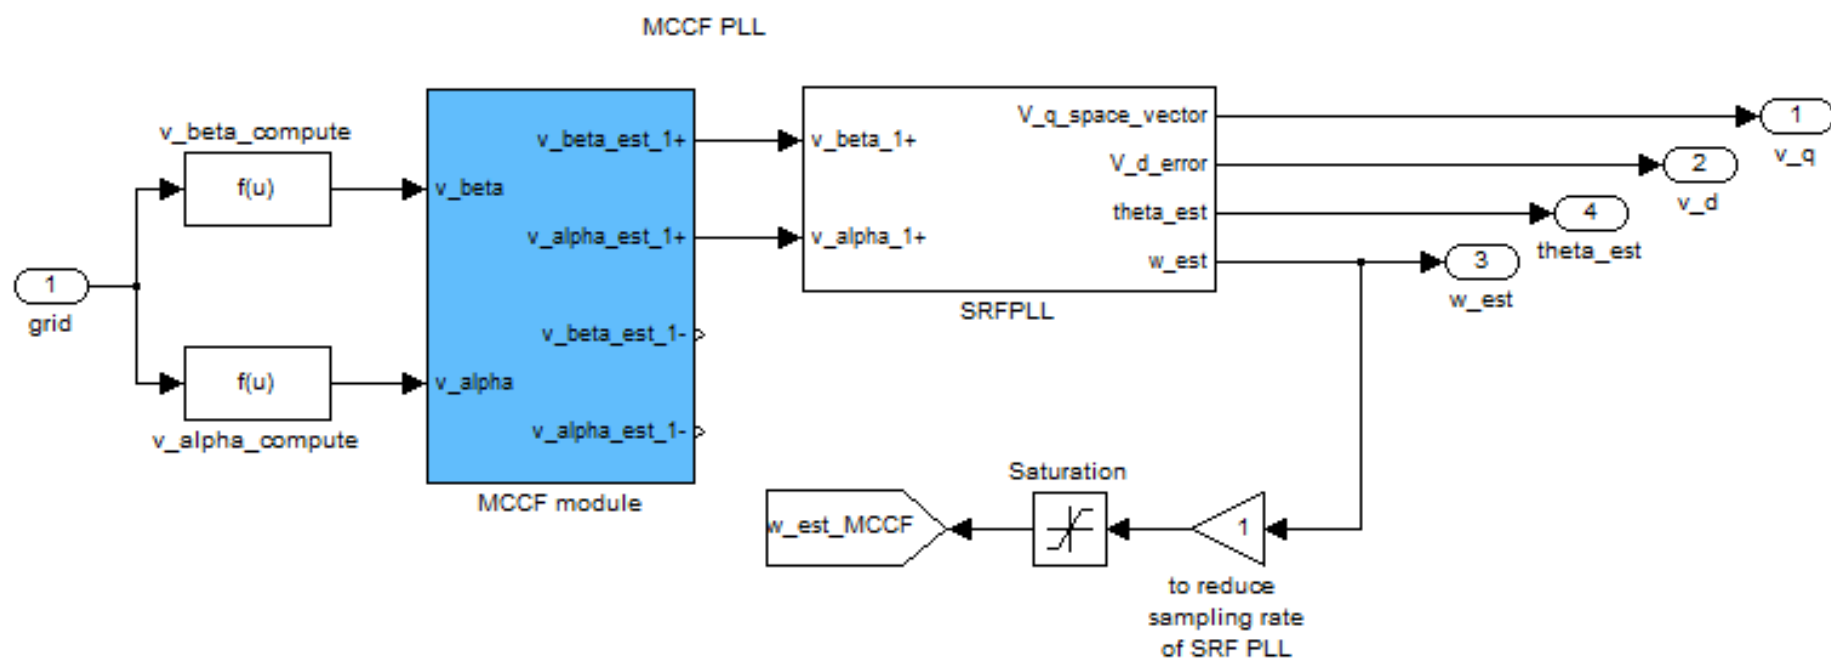 MCCF PLL
v_beta_compute
f(u)
v_beta
v_beta_est_1+
v_alpha_est_1+
v_beta_est_1-
v_alpha_est_1-
v_alpha
MCCF module
1
grid
f(u)
v_alpha_compute
v_beta_1+
v_alpha_1+
V_q_space_vector
V_d_error
theta_est
w_est
SRFPLL
1
v_q
2
v_d
4
theta_est
3
w_est
Saturation
w_est_MCCF
1
to reduce
sampling rate
of SRF PLL